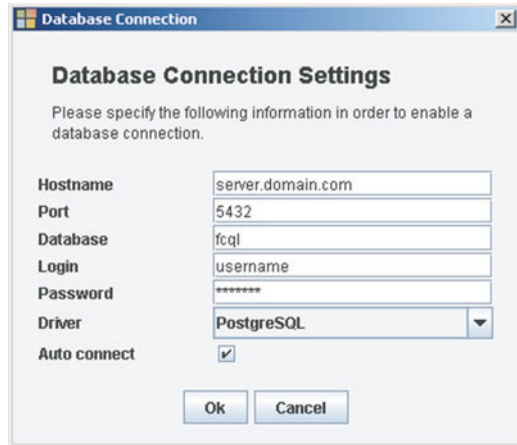 Database Connection
Database Connection Settings
Please specify the following information in order to enable a
database connection.
Hostname server.domain.com
Port 5432
Database fcql
Login username
Password *******
Driver PostgreSQL
Auto connect
Ok Cancel